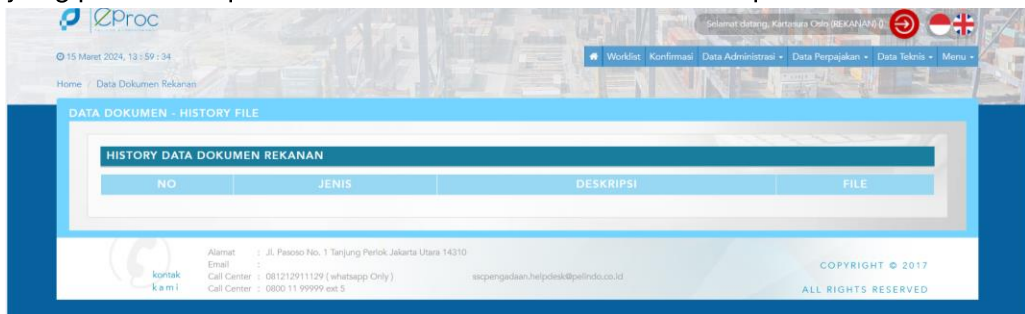 eProc
Selamat datang, Kartasura Osin (REKANAN) ()
15 Maret 2024, 13 : 59 : 34
Worklist Konfirmasi Data Administrasi Data Perpajakan Data Teknis Menu
Home / Data Dokumen Rekanan
DATA DOKUMEN - HISTORY FILE
HISTORY DATA DOKUMEN REKANAN
NO JENIS DESKRIPSI FILE
Alamat : Jl. Pasoso No. 1 Tanjung Periok Jakarta Utara 14310
Email :
kontak kami
Call Center : 081212911129 ( whatsapp Only ) sscpengadaan.helpdesk@pelindo.co.id
Call Center : 0800 11 99999 ext 5
COPYRIGHT © 2017
ALL RIGHTS RESERVED